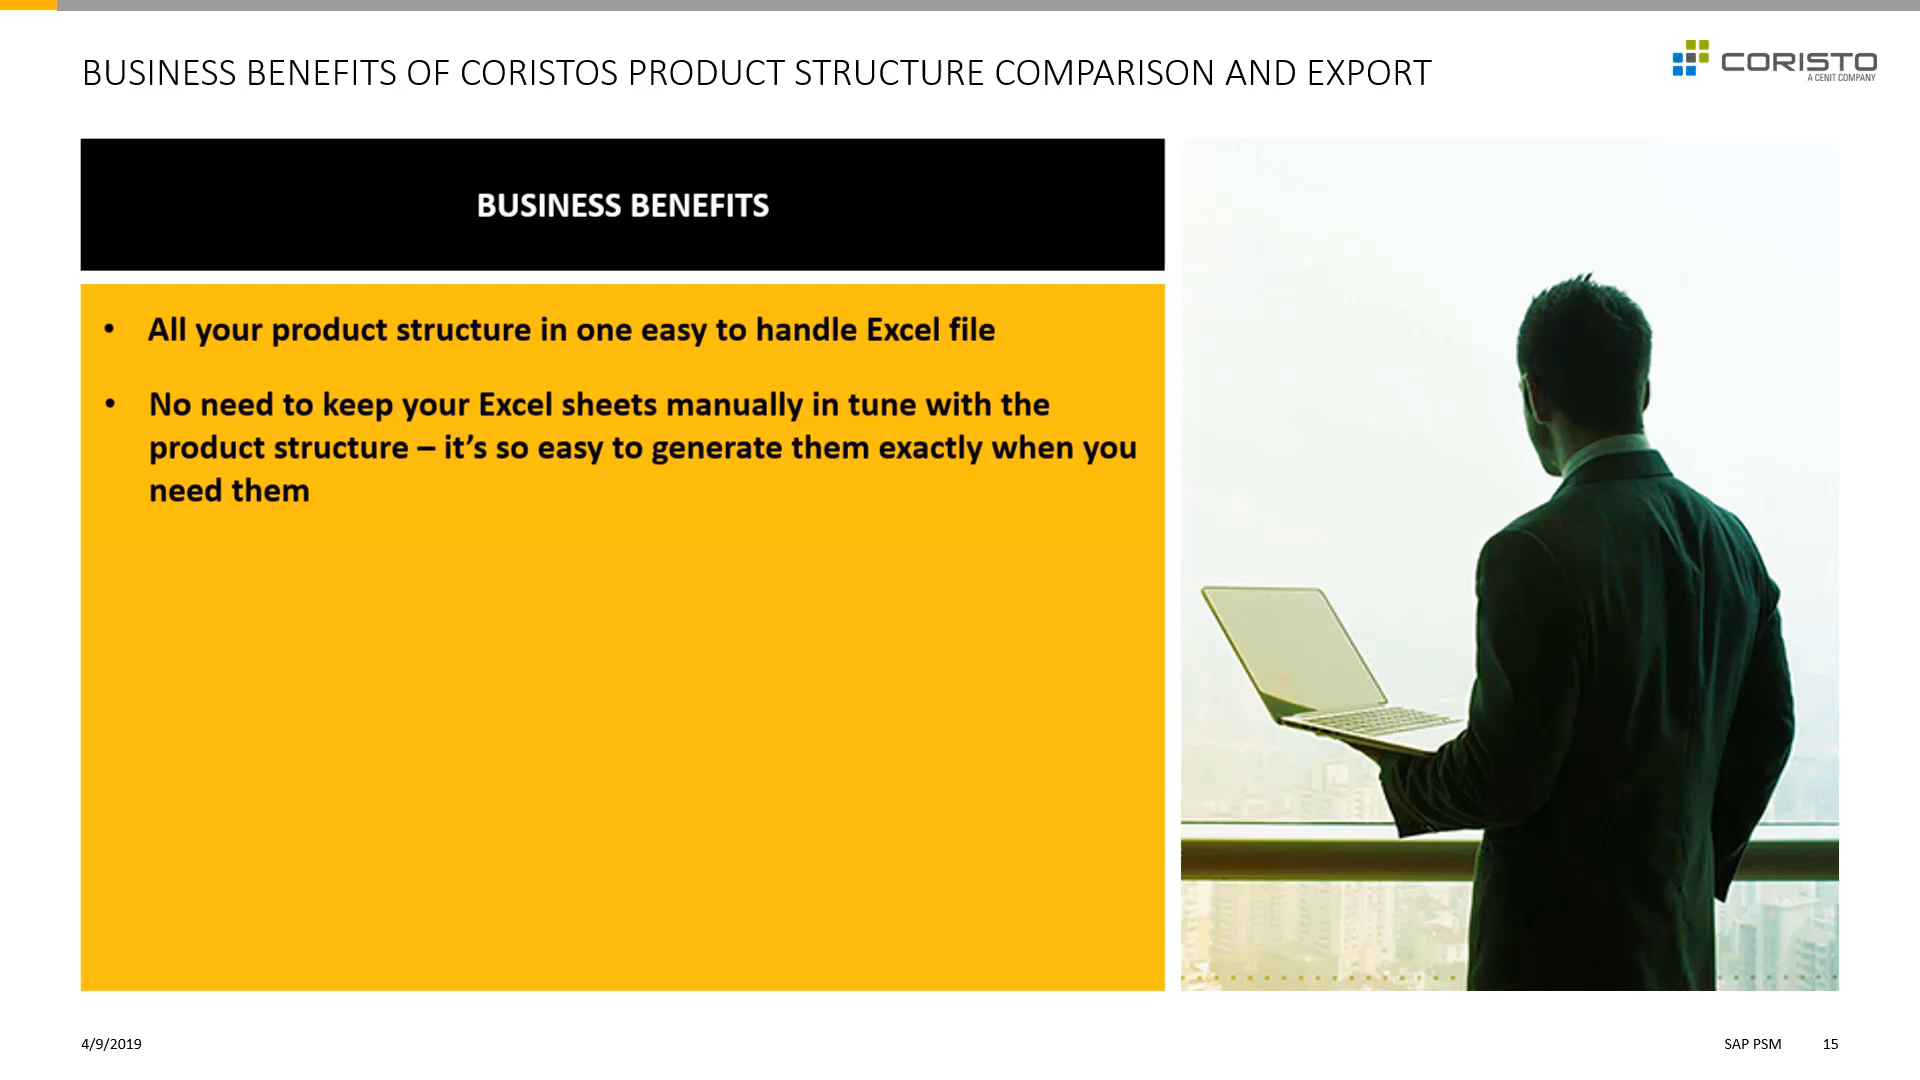 BUSINESS BENEFITS OF CORISTOS PRODUCT STRUCTURE COMPARISON AND EXPORT
CORISTO
A CENIT COMPANY
BUSINESS BENEFITS
• All your product structure in one easy to handle Excel file
• No need to keep your Excel sheets manually in tune with the
product structure – it’s so easy to generate them exactly when you
need them
4/9/2019
SAP PSM 15